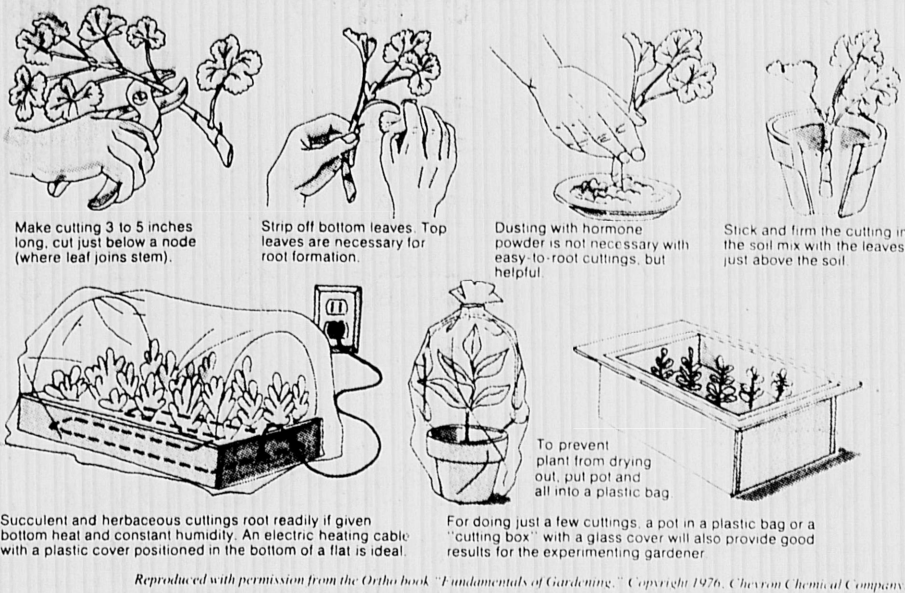 Make cutting 3 to 5 inches
long, cut just below a node
(where leaf joins stem).
Strip off bottom leaves. Top
leaves are necessary for
root formation.
Dusting with hormone
powder is not necessary with
easy-to-root cuttings, but
helpful.
Stick and firm the cutting in
the soil mix with the leaves
just above the soil.
To prevent
plant from drying
out, put pot and
all into a plastic bag.
Succulent and herbaceous cuttings root readily if given
bottom heat and constant humidity. An electric heating cable
with a plastic cover positioned in the bottom of a flat is ideal.
For doing just a few cuttings, a pot in a plastic bag or a
"cutting box" with a glass cover will also provide good
results for the experimenting gardener
Reproduced with permission from the Ortho book "Fundamentals of Gardening." Copyright 1976, Chevron Chemical Company